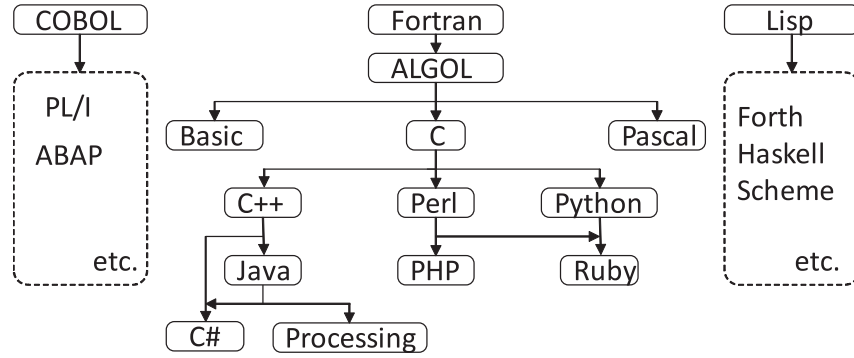 COBOL
Fortran
Lisp
ALGOL
PL/I
ABAP
etc.
Basic
C
Pascal
Forth
Haskell
Scheme
etc.
C++
Perl
Python
Java
PHP
Ruby
C#
Processing